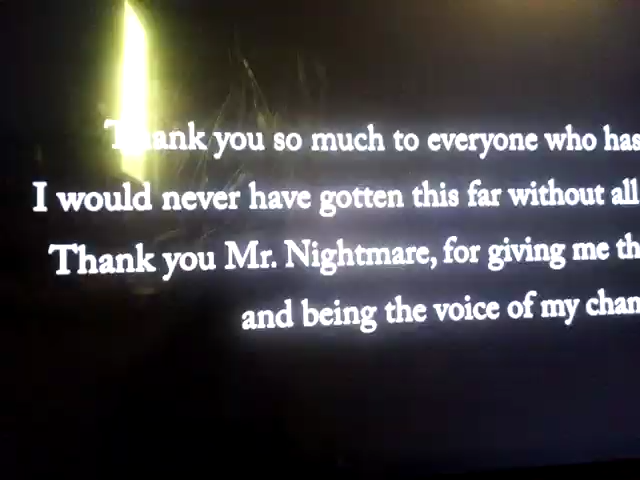 Thank you so much to everyone who has
I would never have gotten this far without all
Thank you Mr. Nightmare, for giving me
and being the voice of my